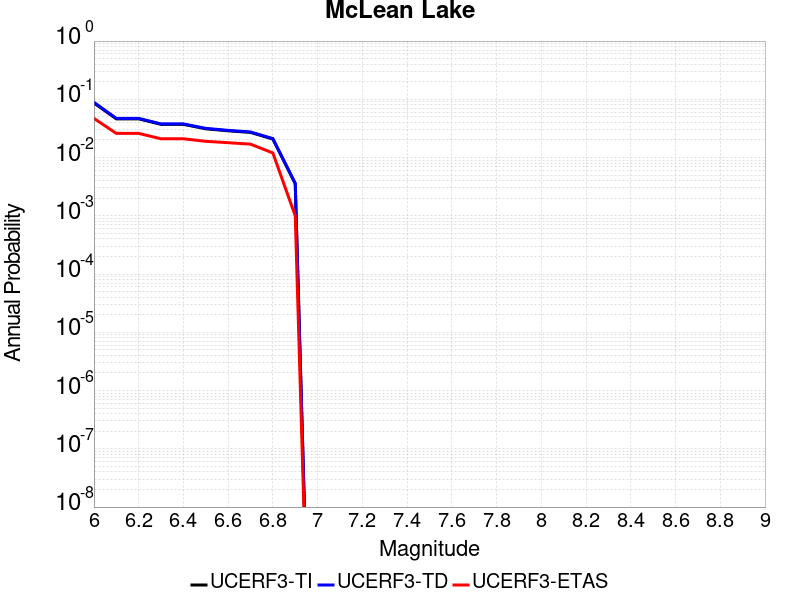 McLean Lake
10^0
10^-1
10^-2
10^-3
10^-4
10^-5
10^-6
10^-7
10^-8
Annual Probability
6 6.2 6.4 6.6 6.8 7 7.2 7.4 7.6 7.8 8 8.2 8.4 8.6 8.8 9
Magnitude
UCERF3-TI UCERF3-TD UCERF3-ETAS